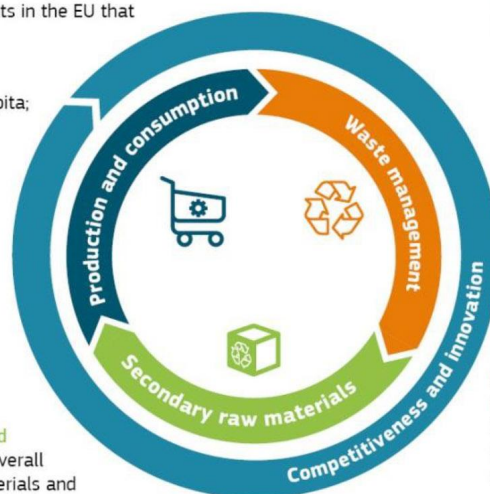 ts in the EU that
pita;
Production and consumption
Waste management
Secondary raw materials
Competitiveness and innovation
d
verall
erials and